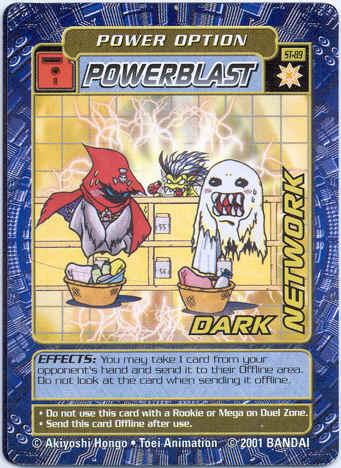 POWER OPTION
ST-89
POWERBLAST
DARK
NETWORK
EFFECTS: You may take 1 card from your
opponent's hand and send it to their Offline area.
Do not look at the card when sending it offline.
• Do not use this card with a Rookie or Mega on Duel Zone.
• Send this card Offline after use.
© Akiyoshi Hongo • Toei Animation © 2001 BANDAI